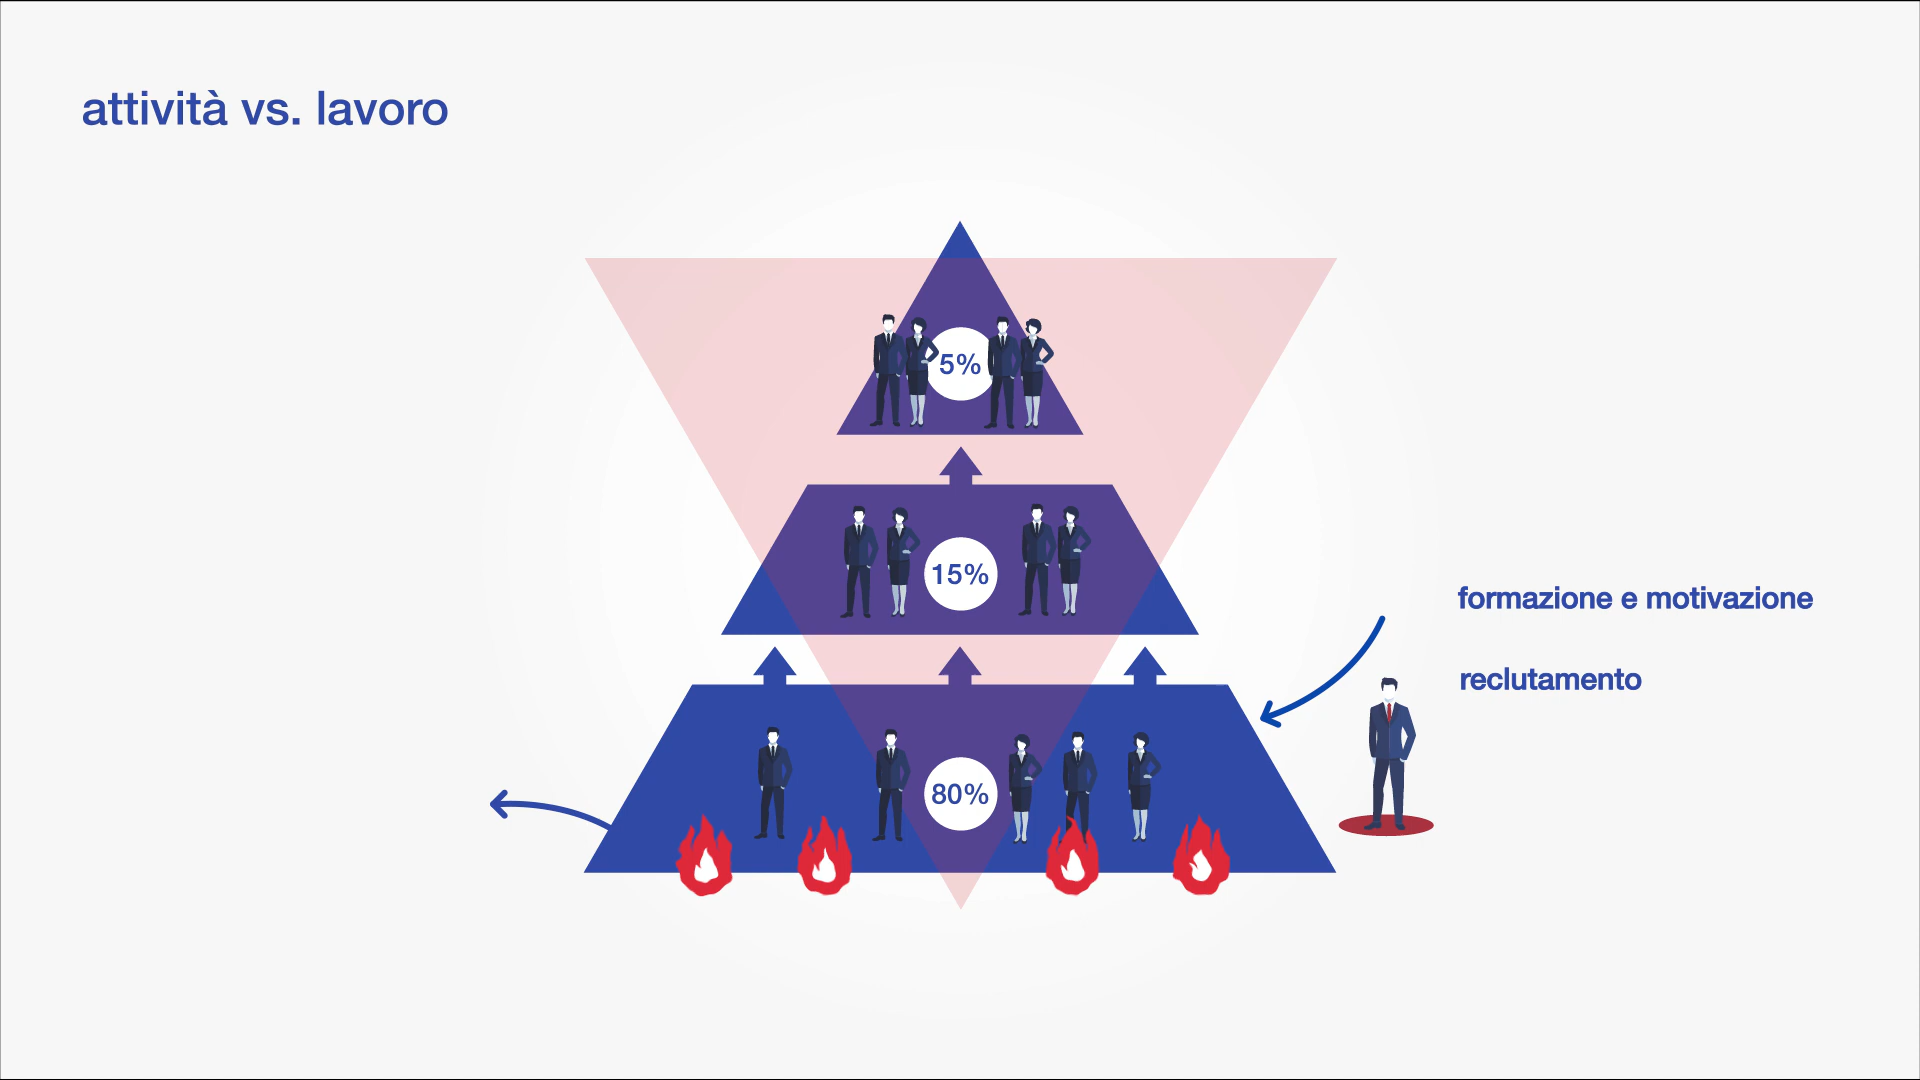 attività vs. lavoro
5%
15%
formazione e motivazione
reclutamento
80%